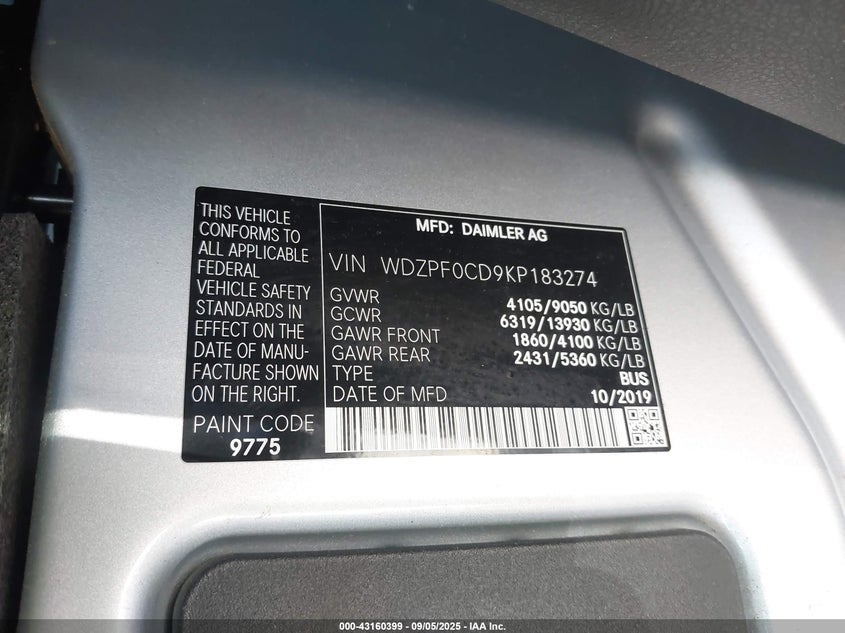 THIS VEHICLE
CONFORMS TO
ALL APPLICABLE
FEDERAL
VEHICLE SAFETY
STANDARDS IN
EFFECT ON THE
DATE OF MANU-
FACTURE SHOWN
ON THE RIGHT.
PAINT CODE
9775
MFD: DAIMLER AG
VIN WDZPF0CD9KP183274
GVWR 4105/9050 KG/LB
GCWR 6319/13930 KG/LB
GAWR FRONT 1860/4100 KG/LB
GAWR REAR 2431/5360 KG/LB
TYPE BUS
DATE OF MFD 10/2019
000-43160399 - 09/05/2025 - IAA Inc.